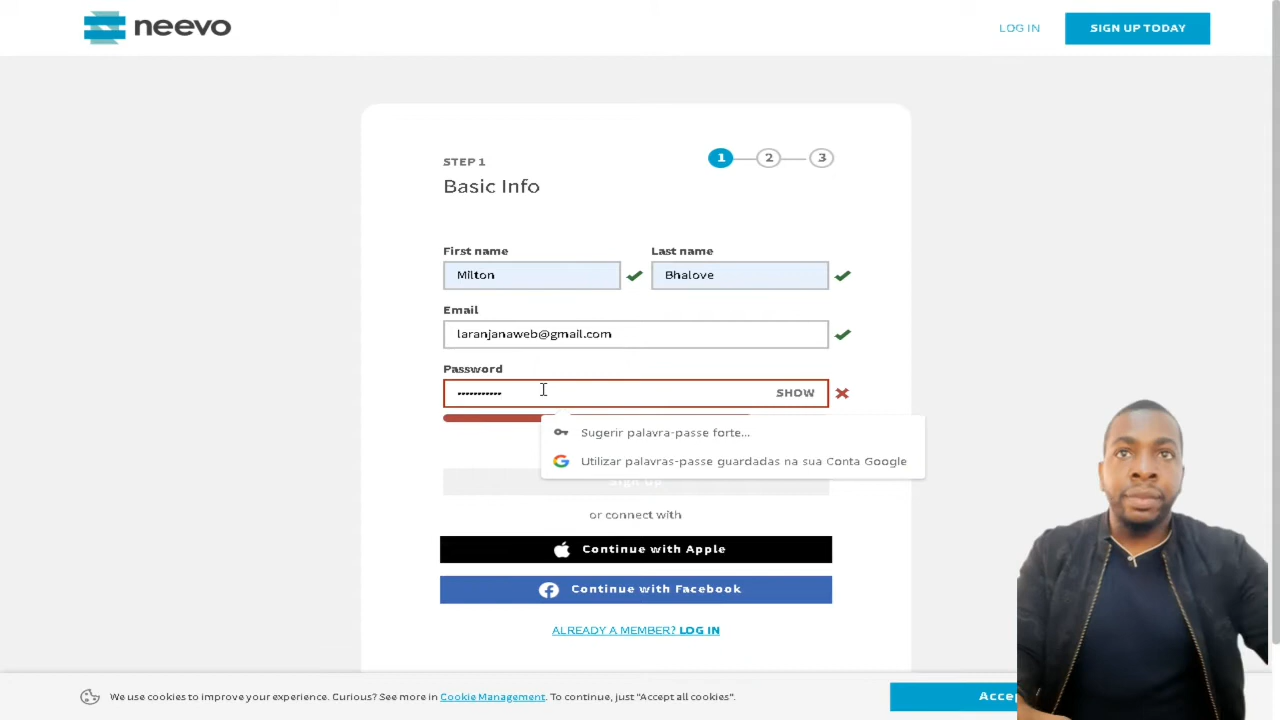 neevo
LOG IN
SIGN UP TODAY
STEP 1
1
2
3
Basic Info
First name
Last name
Milton
Bhalove
Email
laranjanaweb@gmail.com
Password
•••••••••••
SHOW
Sugerir palavra-passe forte...
Utilizar palavras-passe guardadas na sua Conta Google
Sign up
or connect with
Continue with Apple
Continue with Facebook
ALREADY A MEMBER? LOG IN
We use cookies to improve your experience. Curious? See more in Cookie Management. To continue, just "Accept all cookies".